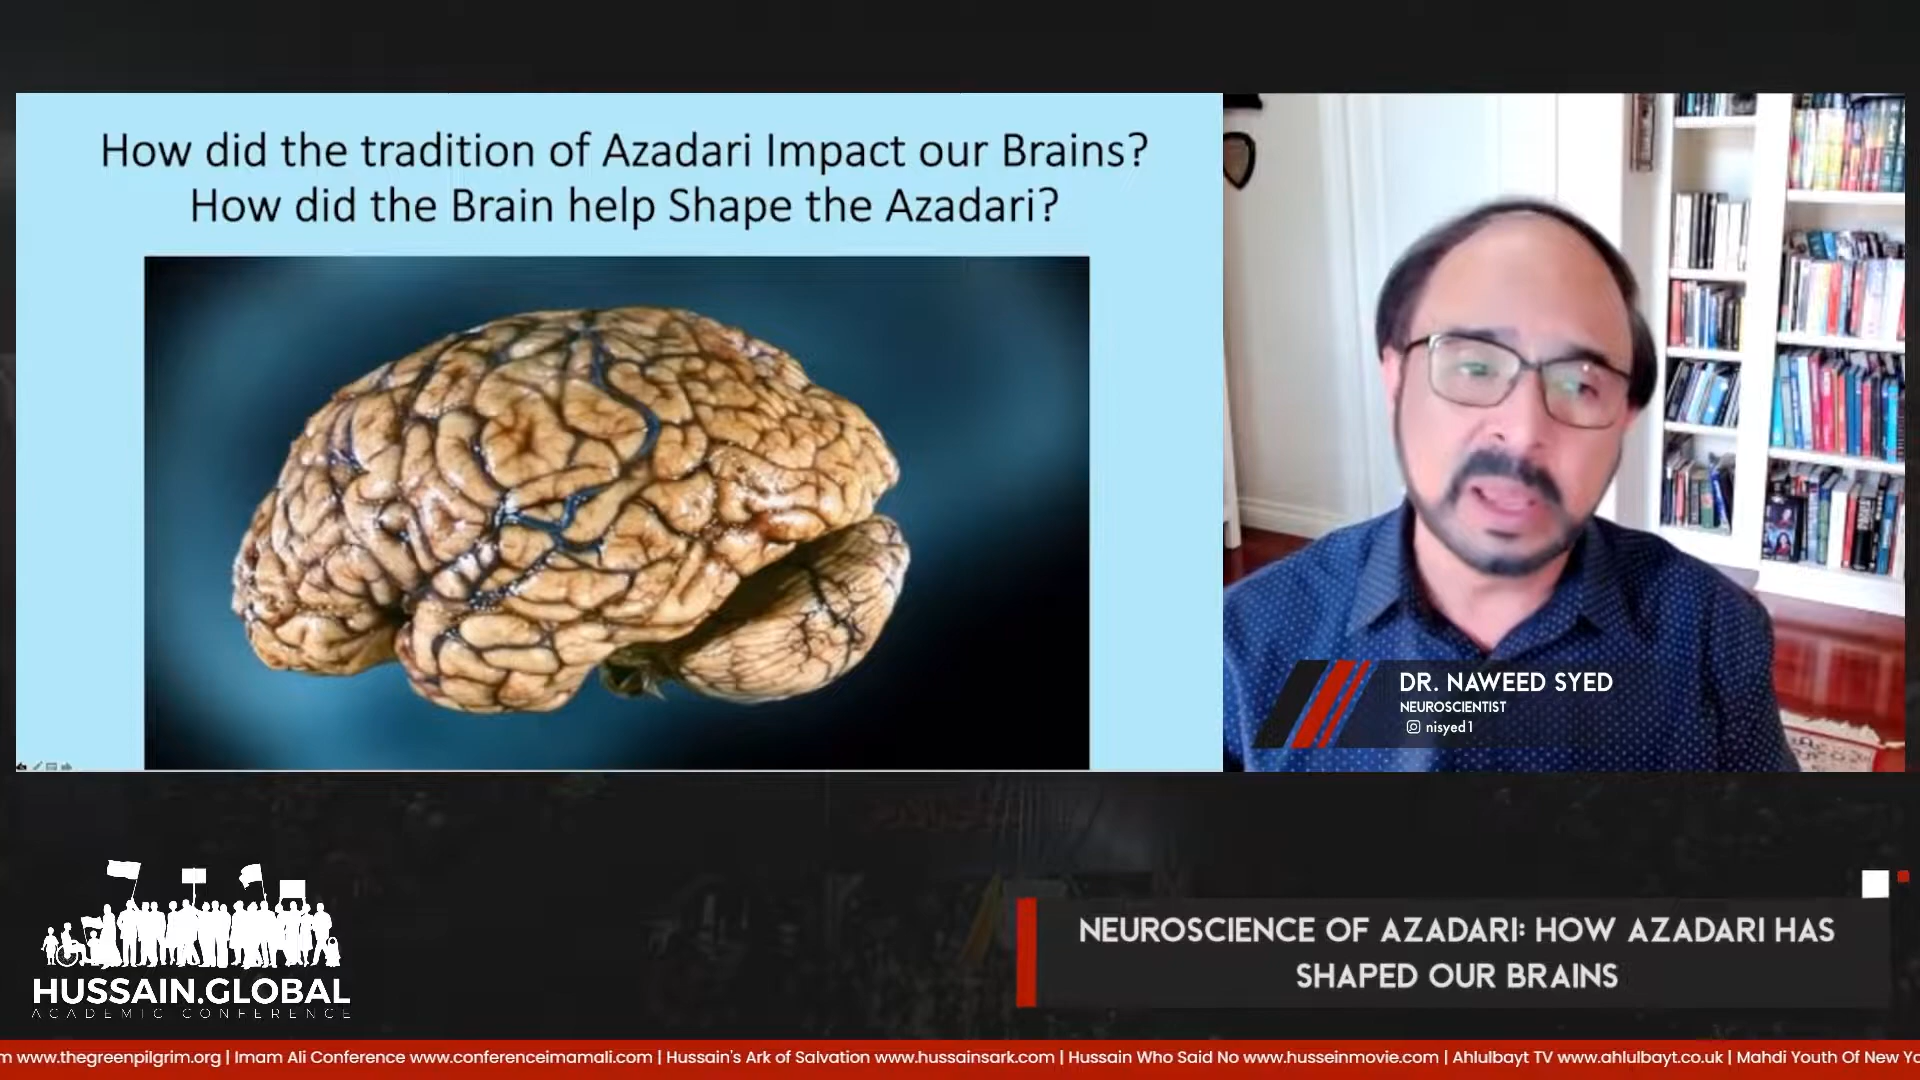 How did the tradition of Azadari Impact our Brains?
How did the Brain help Shape the Azadari?
DR. NAWEED SYED
NEUROSCIENTIST
nisyed1
HUSSAIN.GLOBAL
ACADEMIC CONFERENCE
NEUROSCIENCE OF AZADARI: HOW AZADARI HAS
SHAPED OUR BRAINS
www.thegreenpilgrim.org | Imam Ali Conference www.conferenceimamali.com | Hussain's Ark of Salvation www.hussainsark.com | Hussain Who Said No www.husseinmovie.com | Ahlulbayt TV www.ahlulbayt.co.uk | Mahdi Youth Of New